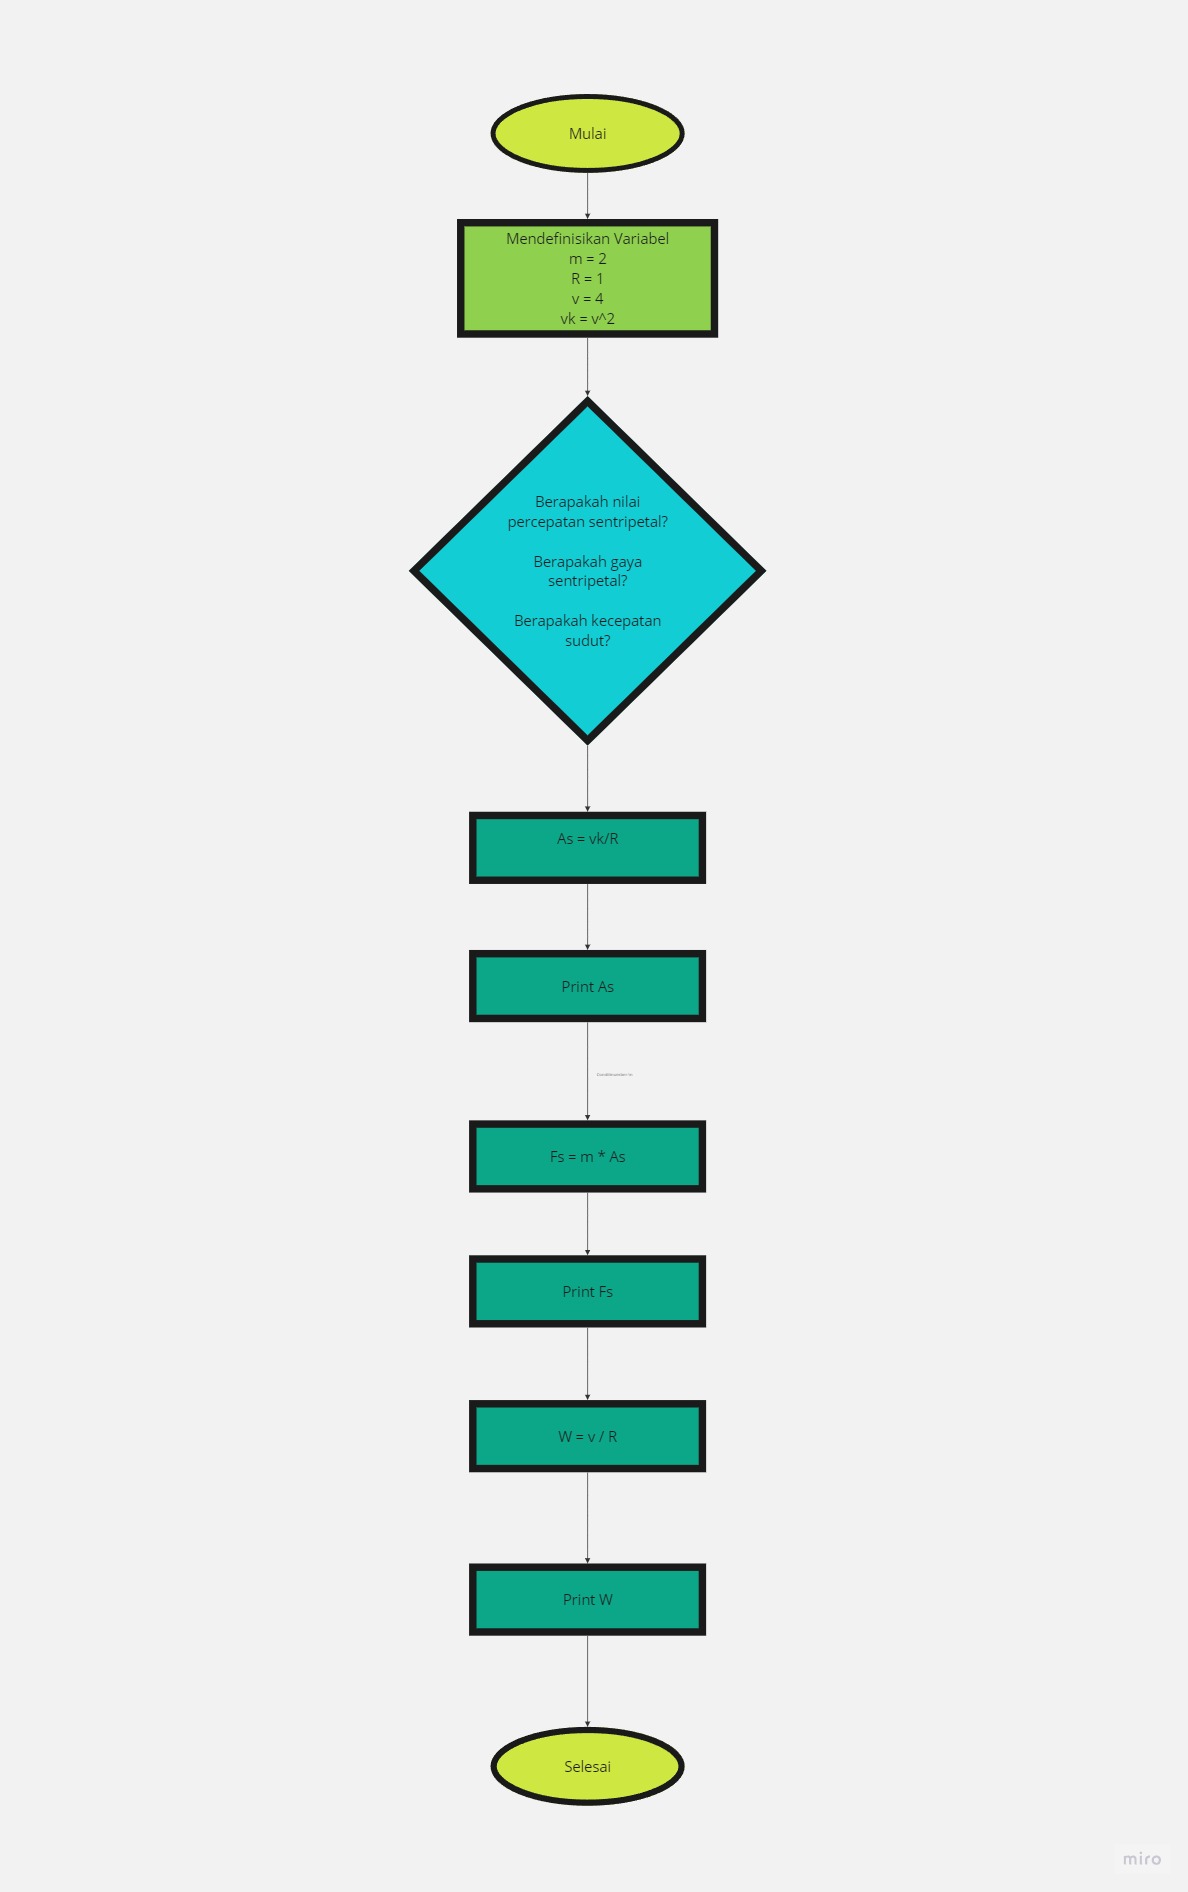 Mulai
Mendefinisikan Variabel
m = 2
R = 1
v = 4
vk = v^2
Berapakah nilai
percepatan sentripetal?
Berapakah gaya
sentripetal?
Berapakah kecepatan
sudut?
As = vk/R
Print As
Fs = m * As
Print Fs
W = v / R
Print W
Selesai
miro